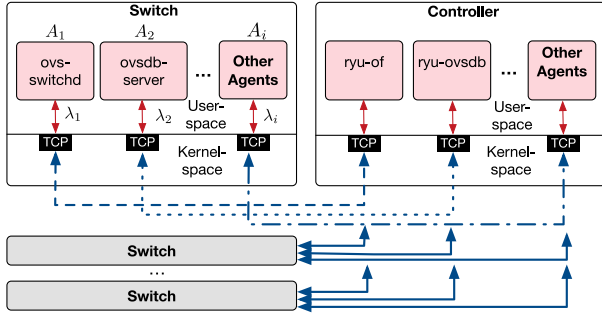 Switch
A₁ A₂ Aᵢ
ovs-
switchd
ovsdb-
server
...
Other
Agents
λ₁ λ₂ λᵢ
User-
space
TCP TCP TCP
Kernel-
space
Controller
ryu-of
ryu-ovsdb
...
Other
Agents
User-
space
TCP TCP TCP
Kernel-
space
Switch
...
Switch